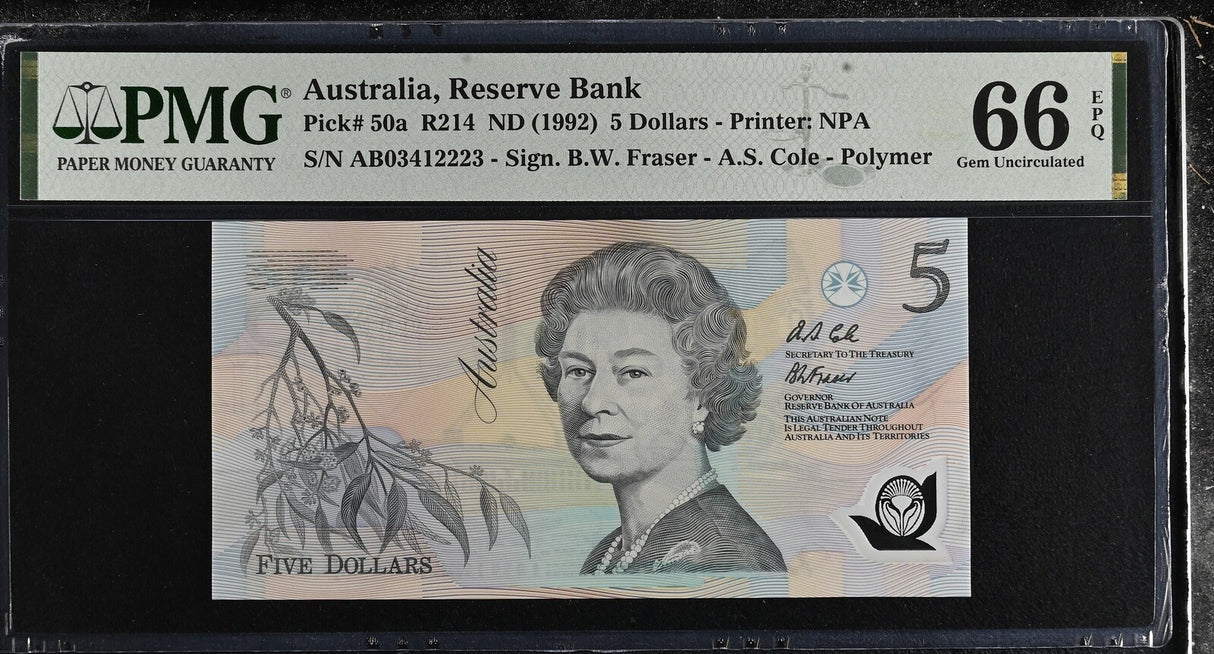 PMG®
PAPER MONEY GUARANTY
Australia, Reserve Bank
Pick# 50a R214 ND (1992) 5 Dollars - Printer: NPA
S/N AB03412223 - Sign. B.W. Fraser - A.S. Cole - Polymer
66
EPQ
Gem Uncirculated
Australia
5
A.S. Cole
SECRETARY TO THE TREASURY
BWFraser
GOVERNOR
RESERVE BANK OF AUSTRALIA
THIS AUSTRALIAN NOTE
IS LEGAL TENDER THROUGHOUT
AUSTRALIA AND ITS TERRITORIES
FIVE DOLLARS